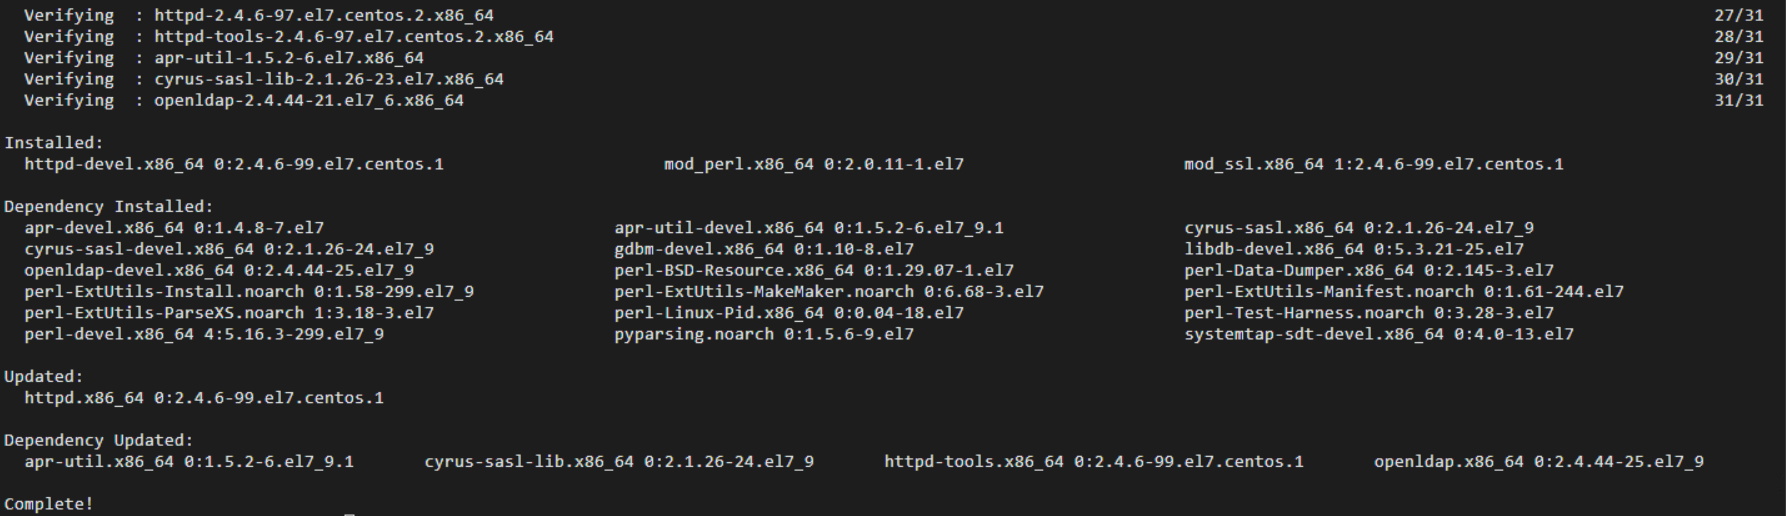 Verifying  : httpd-2.4.6-97.el7.centos.2.x86_64 27/31
Verifying  : httpd-tools-2.4.6-97.el7.centos.2.x86_64 28/31
Verifying  : apr-util-1.5.2-6.el7.x86_64 29/31
Verifying  : cyrus-sasl-lib-2.1.26-23.el7.x86_64 30/31
Verifying  : openldap-2.4.44-21.el7_6.x86_64 31/31
Installed:
httpd-devel.x86_64 0:2.4.6-99.el7.centos.1 mod_perl.x86_64 0:2.0.11-1.el7 mod_ssl.x86_64 1:2.4.6-99.el7.centos.1
Dependency Installed:
apr-devel.x86_64 0:1.4.8-7.el7 apr-util-devel.x86_64 0:1.5.2-6.el7_9.1 cyrus-sasl.x86_64 0:2.1.26-24.el7_9
cyrus-sasl-devel.x86_64 0:2.1.26-24.el7_9 gdbm-devel.x86_64 0:1.10-8.el7 libdb-devel.x86_64 0:5.3.21-25.el7
openldap-devel.x86_64 0:2.4.44-25.el7_9 perl-BSD-Resource.x86_64 0:1.29.07-1.el7 perl-Data-Dumper.x86_64 0:2.145-3.el7
perl-ExtUtils-Install.noarch 0:1.58-299.el7_9 perl-ExtUtils-MakeMaker.noarch 0:6.68-3.el7 perl-ExtUtils-Manifest.noarch 0:1.61-244.el7
perl-ExtUtils-ParseXS.noarch 1:3.18-3.el7 perl-Linux-Pid.x86_64 0:0.04-18.el7 perl-Test-Harness.noarch 0:3.28-3.el7
perl-devel.x86_64 4:5.16.3-299.el7_9 pyparsing.noarch 0:1.5.6-9.el7 systemtap-sdt-devel.x86_64 0:4.0-13.el7
Updated:
httpd.x86_64 0:2.4.6-99.el7.centos.1
Dependency Updated:
apr-util.x86_64 0:1.5.2-6.el7_9.1 cyrus-sasl-lib.x86_64 0:2.1.26-24.el7_9 httpd-tools.x86_64 0:2.4.6-99.el7.centos.1 openldap.x86_64 0:2.4.44-25.el7_9
Complete!